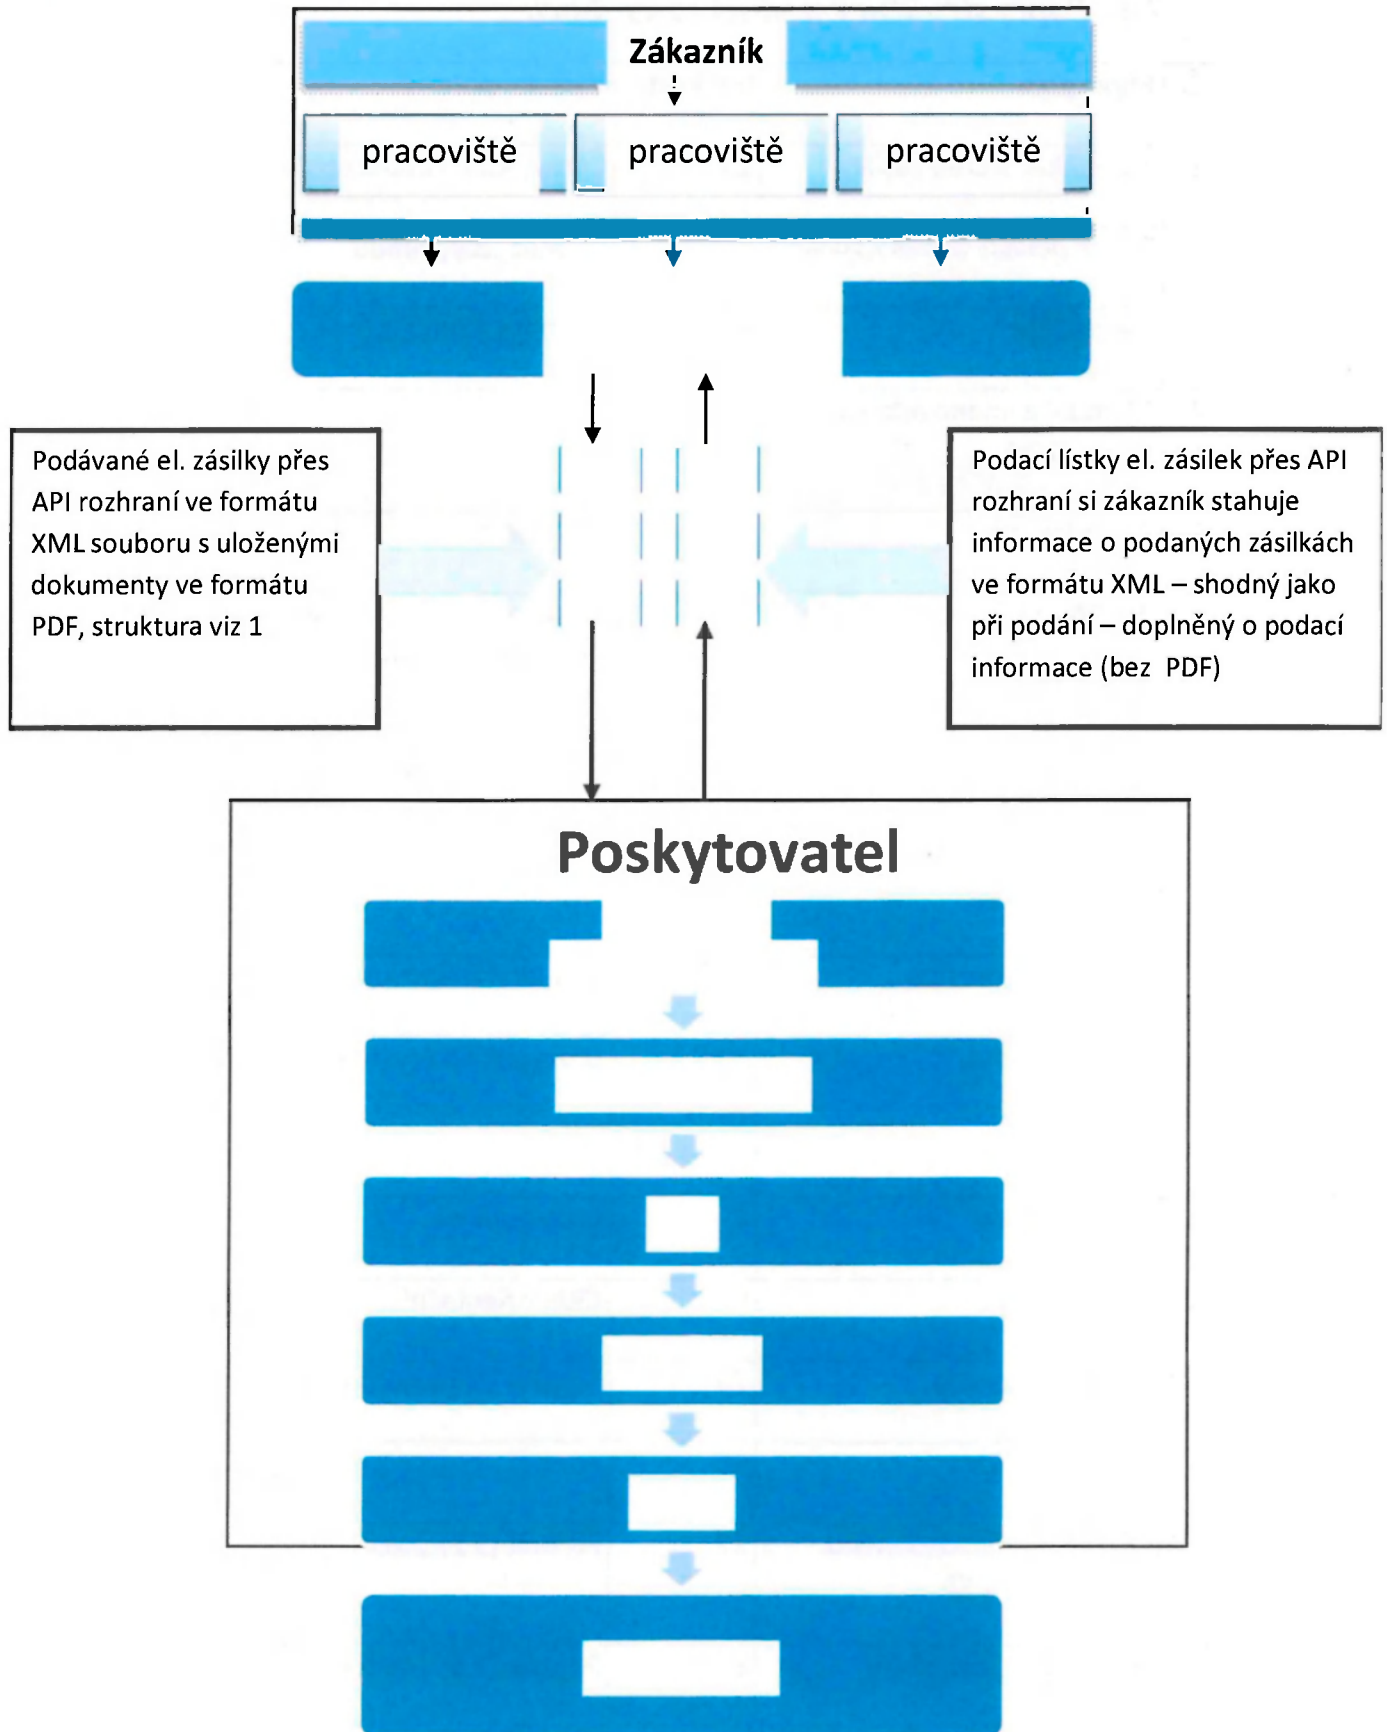 Zákazník
pracoviště
pracoviště
pracoviště
Podávané el. zásilky přes
API rozhraní ve formátu
XML souboru s uloženými
dokumenty ve formátu
PDF, struktura viz 1
Podací lístky el. zásilek přes API
rozhraní si zákazník stahuje
informace o podaných zásilkách
ve formátu XML – shodný jako
při podání – doplněný o podací
informace (bez PDF)
Poskytovatel